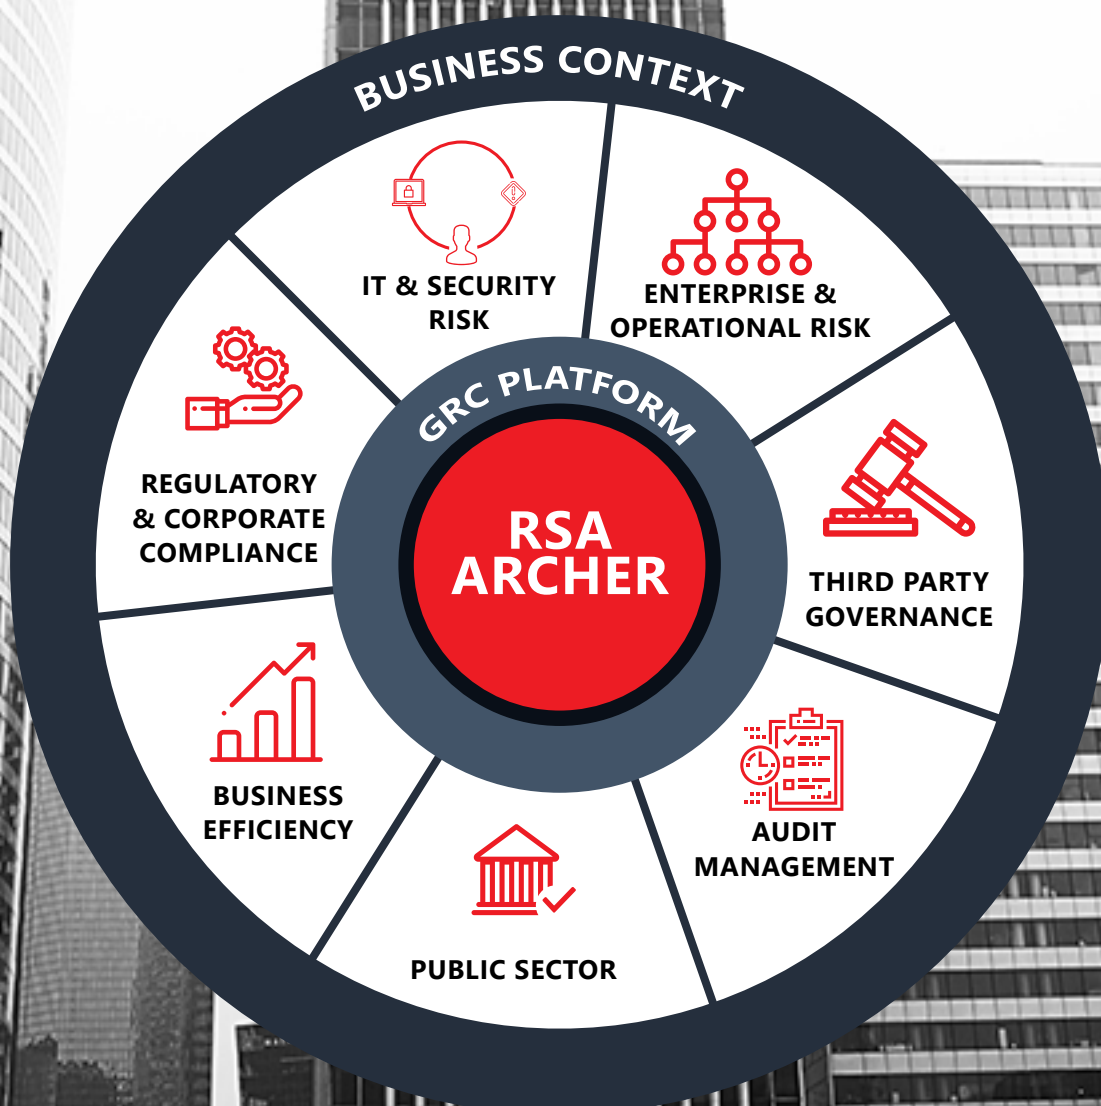 BUSINESS CONTEXT
IT & SECURITY
RISK
ENTERPRISE &
OPERATIONAL RISK
GRC PLATFORM
REGULATORY
& CORPORATE
COMPLIANCE
RSA
ARCHER
THIRD PARTY
GOVERNANCE
BUSINESS
EFFICIENCY
AUDIT
MANAGEMENT
PUBLIC SECTOR